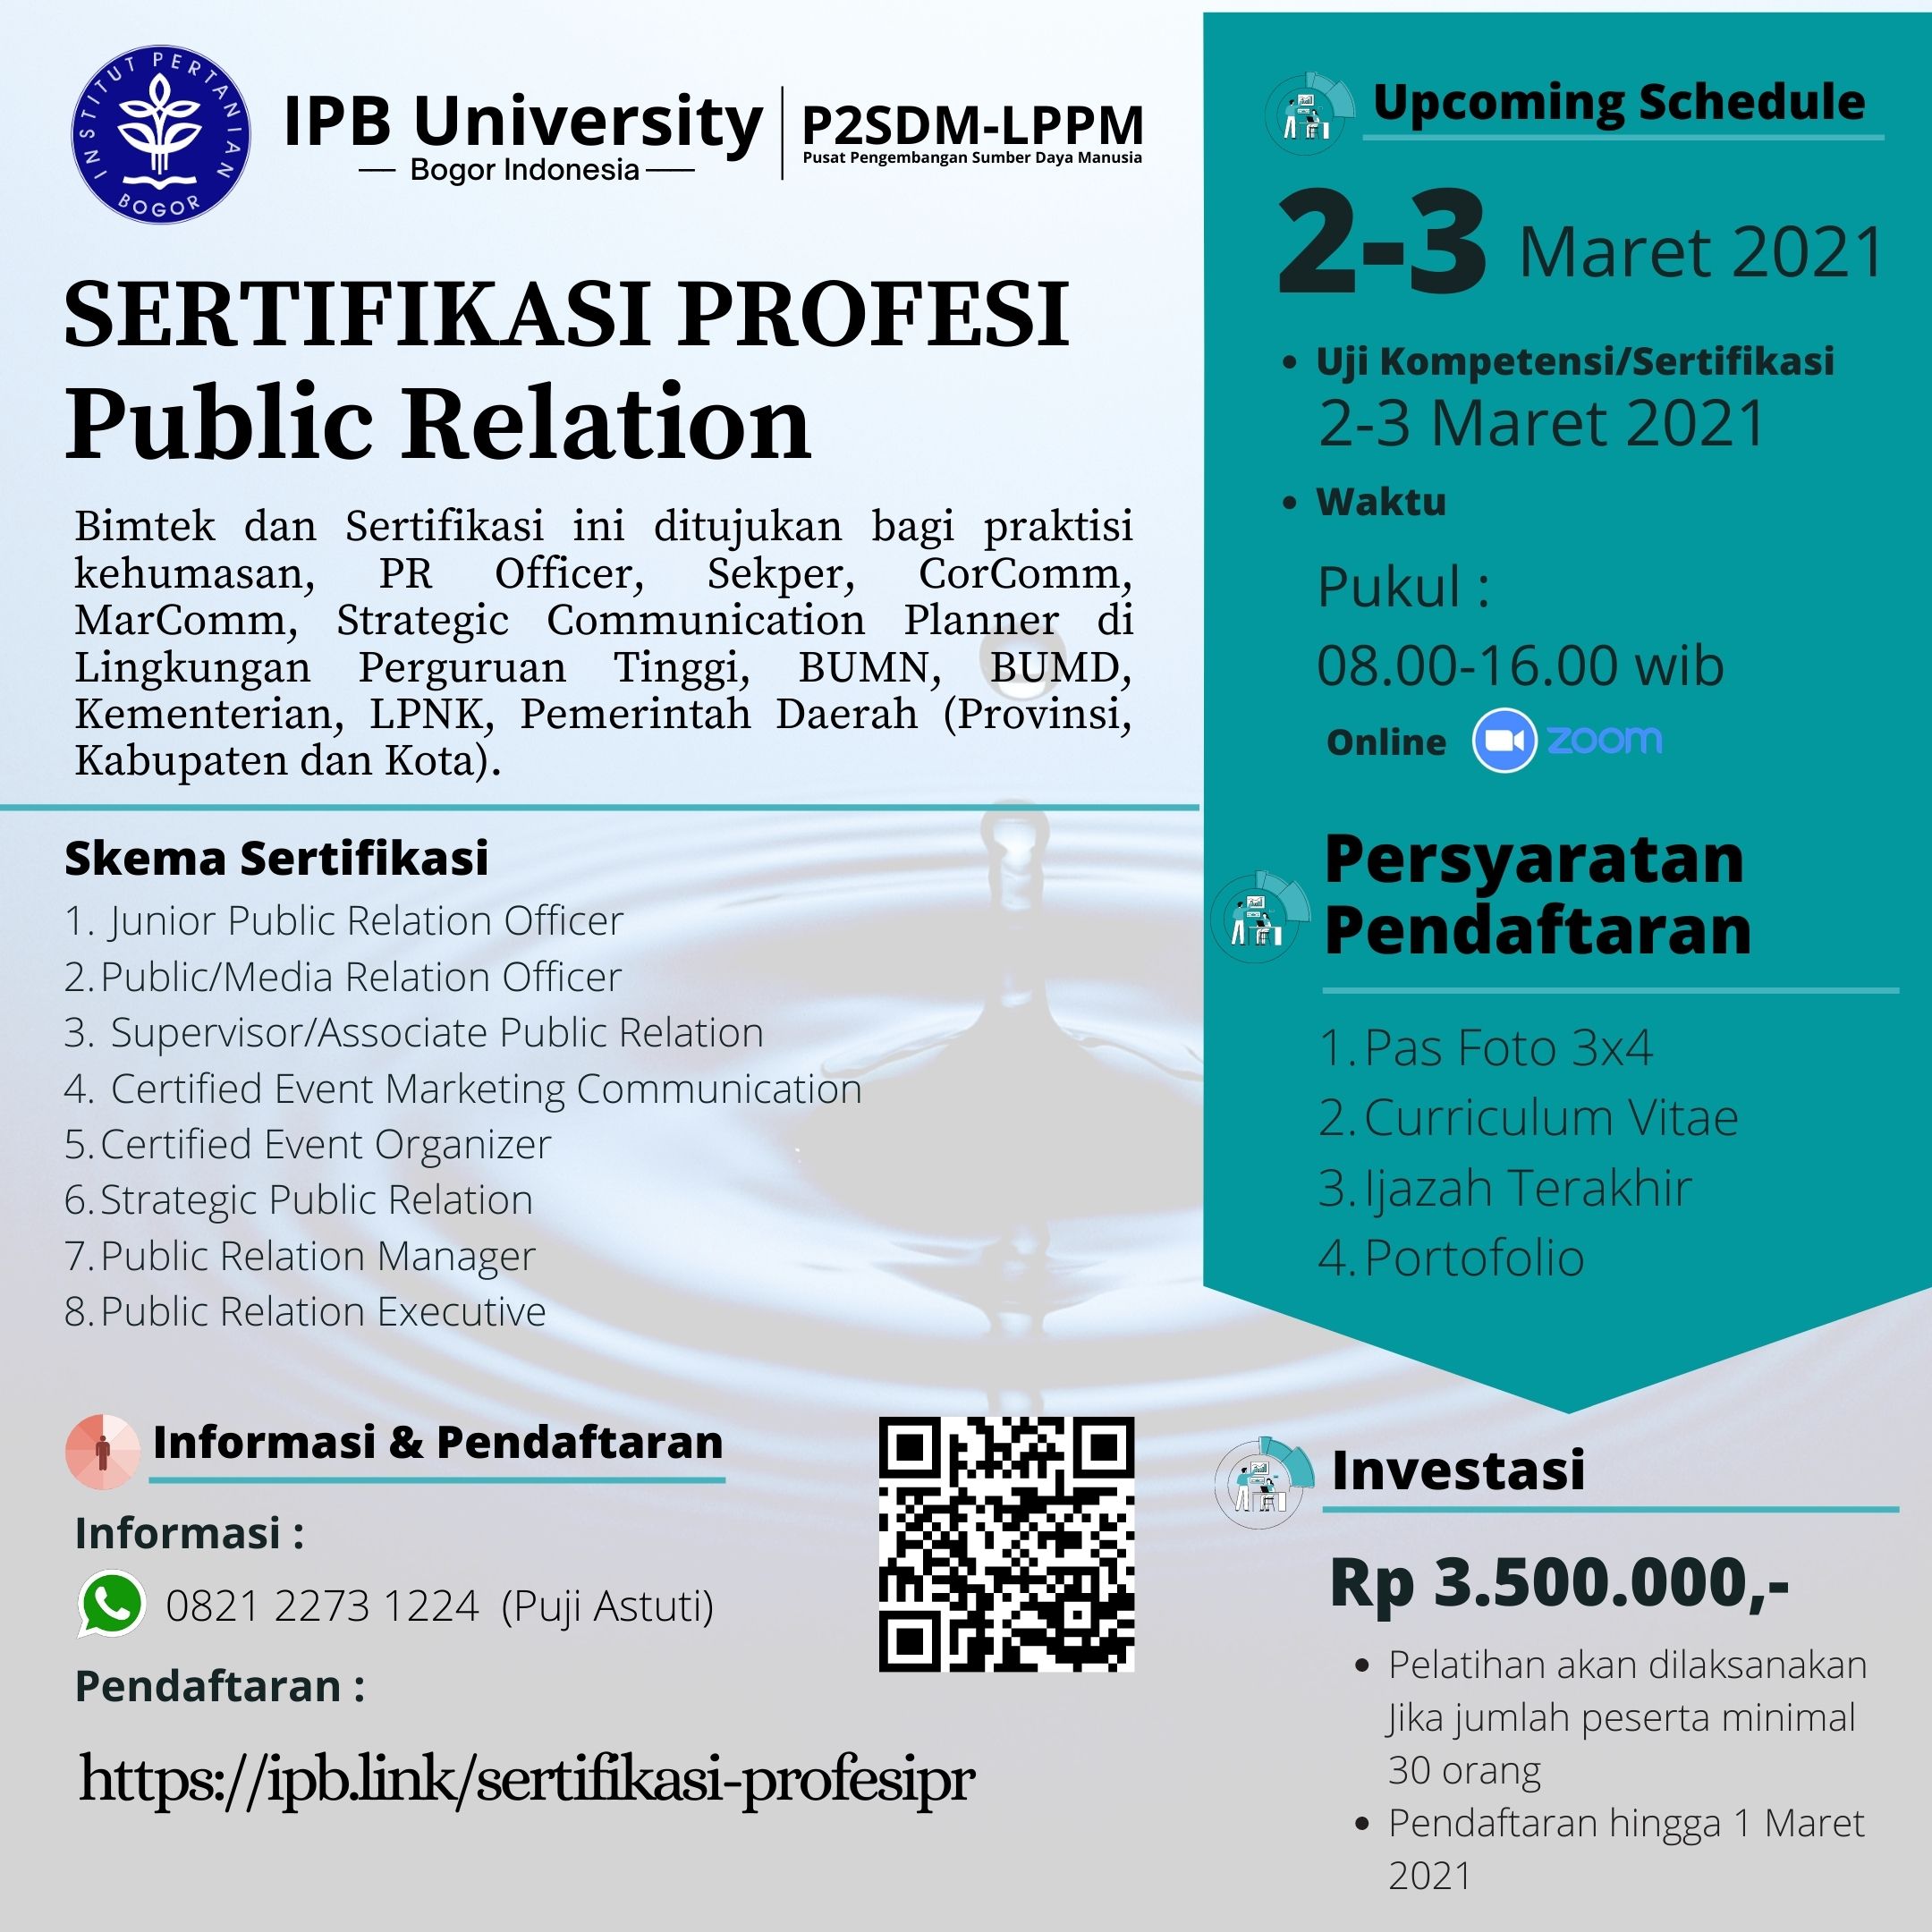 INSTITUT PERTANIAN
BOGOR
IPB University
Bogor Indonesia
P2SDM-LPPM
Pusat Pengembangan Sumber Daya Manusia
SERTIFIKASI PROFESI
Public Relation
Bimtek dan Sertifikasi ini ditujukan bagi praktisi
kehumasan, PR Officer, Sekper, CorComm,
MarComm, Strategic Communication Planner di
Lingkungan Perguruan Tinggi, BUMN, BUMD,
Kementerian, LPNK, Pemerintah Daerah (Provinsi,
Kabupaten dan Kota).
Skema Sertifikasi
1. Junior Public Relation Officer
2. Public/Media Relation Officer
3. Supervisor/Associate Public Relation
4. Certified Event Marketing Communication
5. Certified Event Organizer
6. Strategic Public Relation
7. Public Relation Manager
8. Public Relation Executive
Informasi & Pendaftaran
Informasi :
0821 2273 1224 (Puji Astuti)
Pendaftaran :
https://ipb.link/sertifikasi-profesipr
Upcoming Schedule
2-3 Maret 2021
• Uji Kompetensi/Sertifikasi
2-3 Maret 2021
• Waktu
Pukul :
08.00-16.00 wib
Online zoom
Persyaratan
Pendaftaran
1. Pas Foto 3x4
2. Curriculum Vitae
3. Ijazah Terakhir
4. Portofolio
Investasi
Rp 3.500.000,-
• Pelatihan akan dilaksanakan
Jika jumlah peserta minimal
30 orang
• Pendaftaran hingga 1 Maret
2021